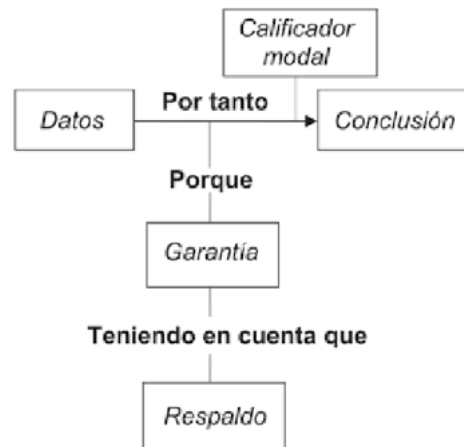 Calificador
modal
Datos
Por tanto
Conclusión
Porque
Garantía
Teniendo en cuenta que
Respaldo